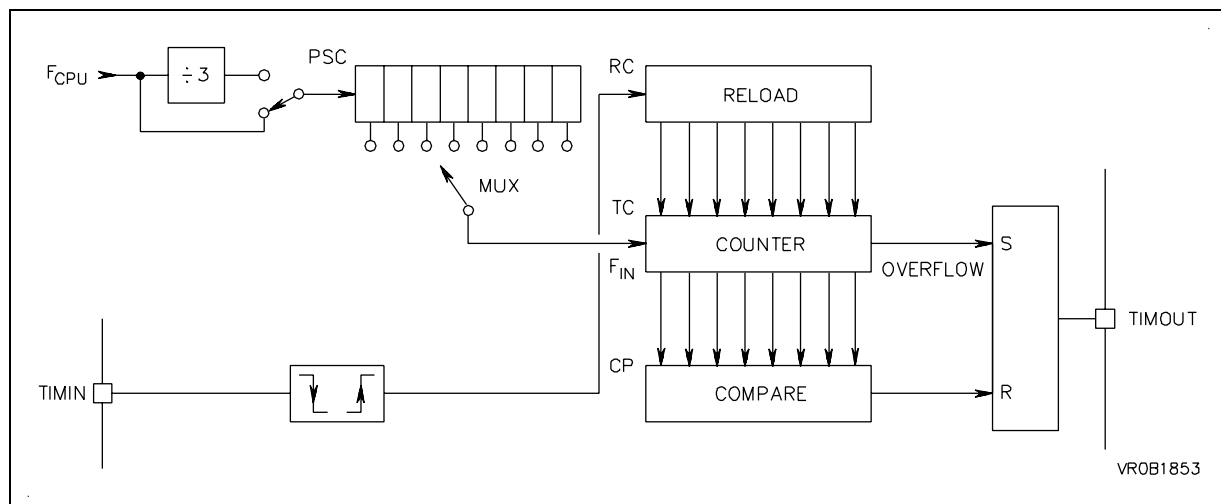 PSC
RC
F_CPU
÷3
RELOAD
MUX
TC
COUNTER
S
F_IN
OVERFLOW
TIMOUT
CP
TIMIN
COMPARE
R
VR0B1853